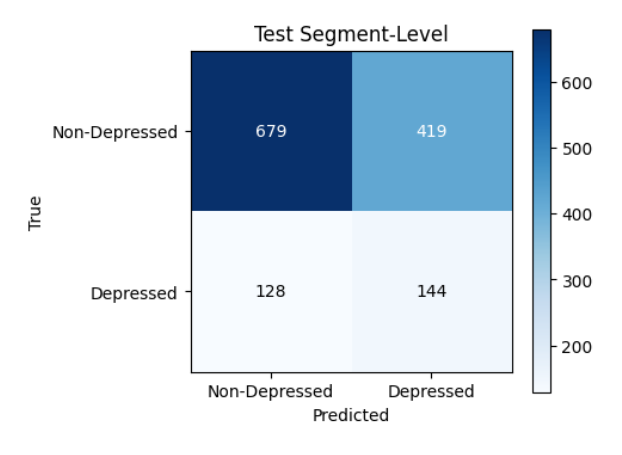 Test Segment-Level
Non-Depressed
679
419
600
500
400
True
Depressed
128
144
300
200
Non-Depressed
Depressed
Predicted